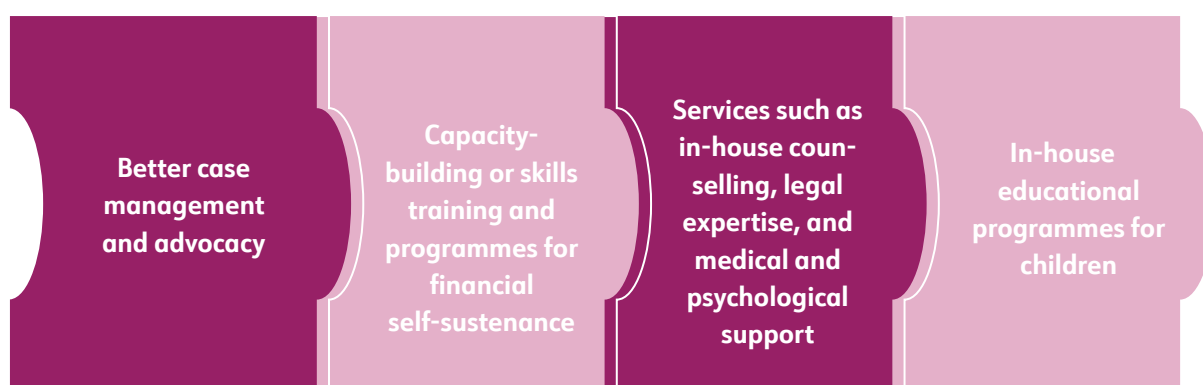 Better case
management
and advocacy
Capacity-
building or skills
training and
programmes for
financial
self-sustenance
Services such as
in-house coun-
selling, legal
expertise, and
medical and
psychological
support
In-house
educational
programmes for
children